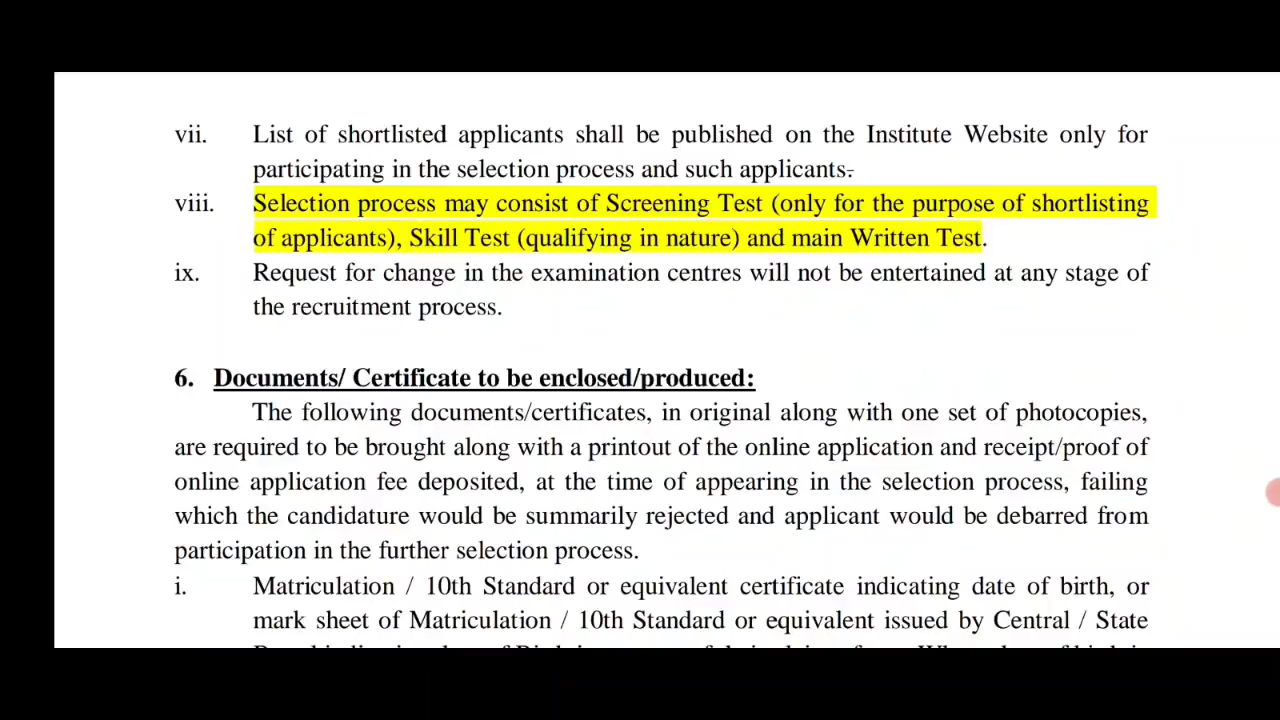 vii. List of shortlisted applicants shall be published on the Institute Website only for
participating in the selection process and such applicants.
viii. Selection process may consist of Screening Test (only for the purpose of shortlisting
of applicants), Skill Test (qualifying in nature) and main Written Test.
ix. Request for change in the examination centres will not be entertained at any stage of
the recruitment process.
6. Documents/ Certificate to be enclosed/produced:
The following documents/certificates, in original along with one set of photocopies,
are required to be brought along with a printout of the online application and receipt/proof of
online application fee deposited, at the time of appearing in the selection process, failing
which the candidature would be summarily rejected and applicant would be debarred from
participation in the further selection process.
i. Matriculation / 10th Standard or equivalent certificate indicating date of birth, or
mark sheet of Matriculation / 10th Standard or equivalent issued by Central / State